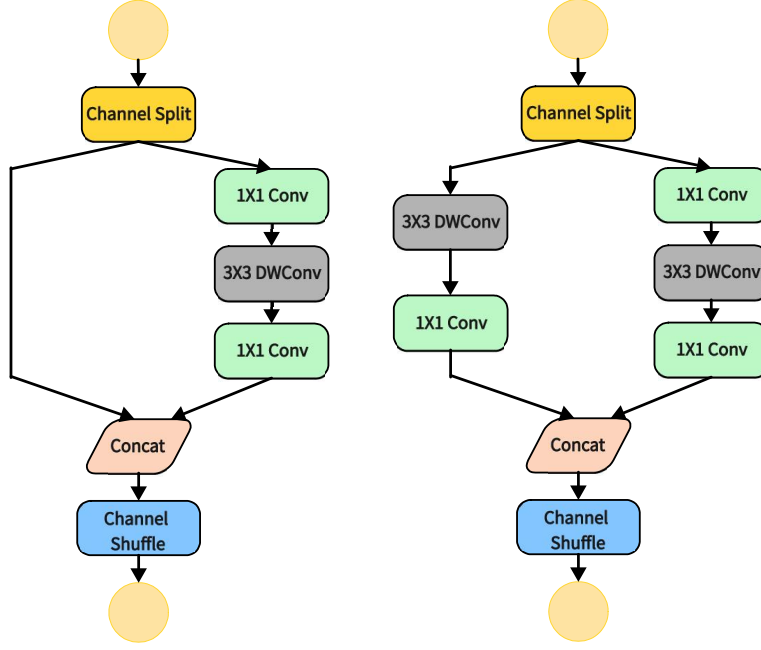 Channel Split
1X1 Conv
3X3 DWConv
1X1 Conv
Concat
Channel
Shuffle
Channel Split
3X3 DWConv
1X1 Conv
1X1 Conv
3X3 DWConv
1X1 Conv
Concat
Channel
Shuffle